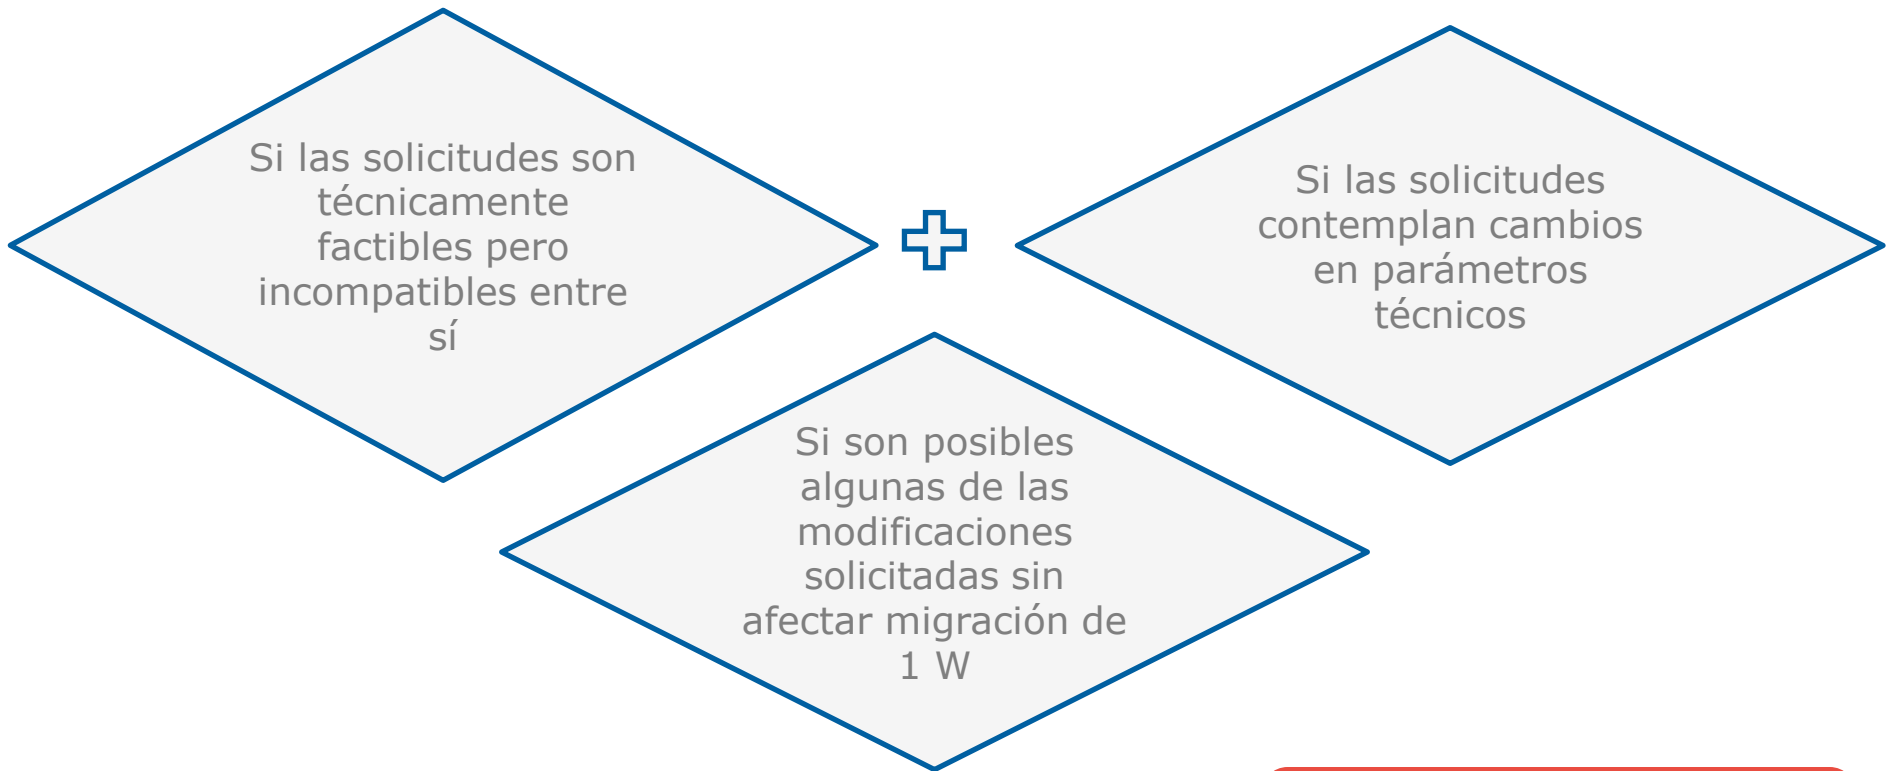 Si las solicitudes son
técnicamente
factibles pero
incompatibles entre
sí
Si las solicitudes
contemplan cambios
en parámetros
técnicos
Si son posibles
algunas de las
modificaciones
solicitadas sin
afectar migración de
1 W